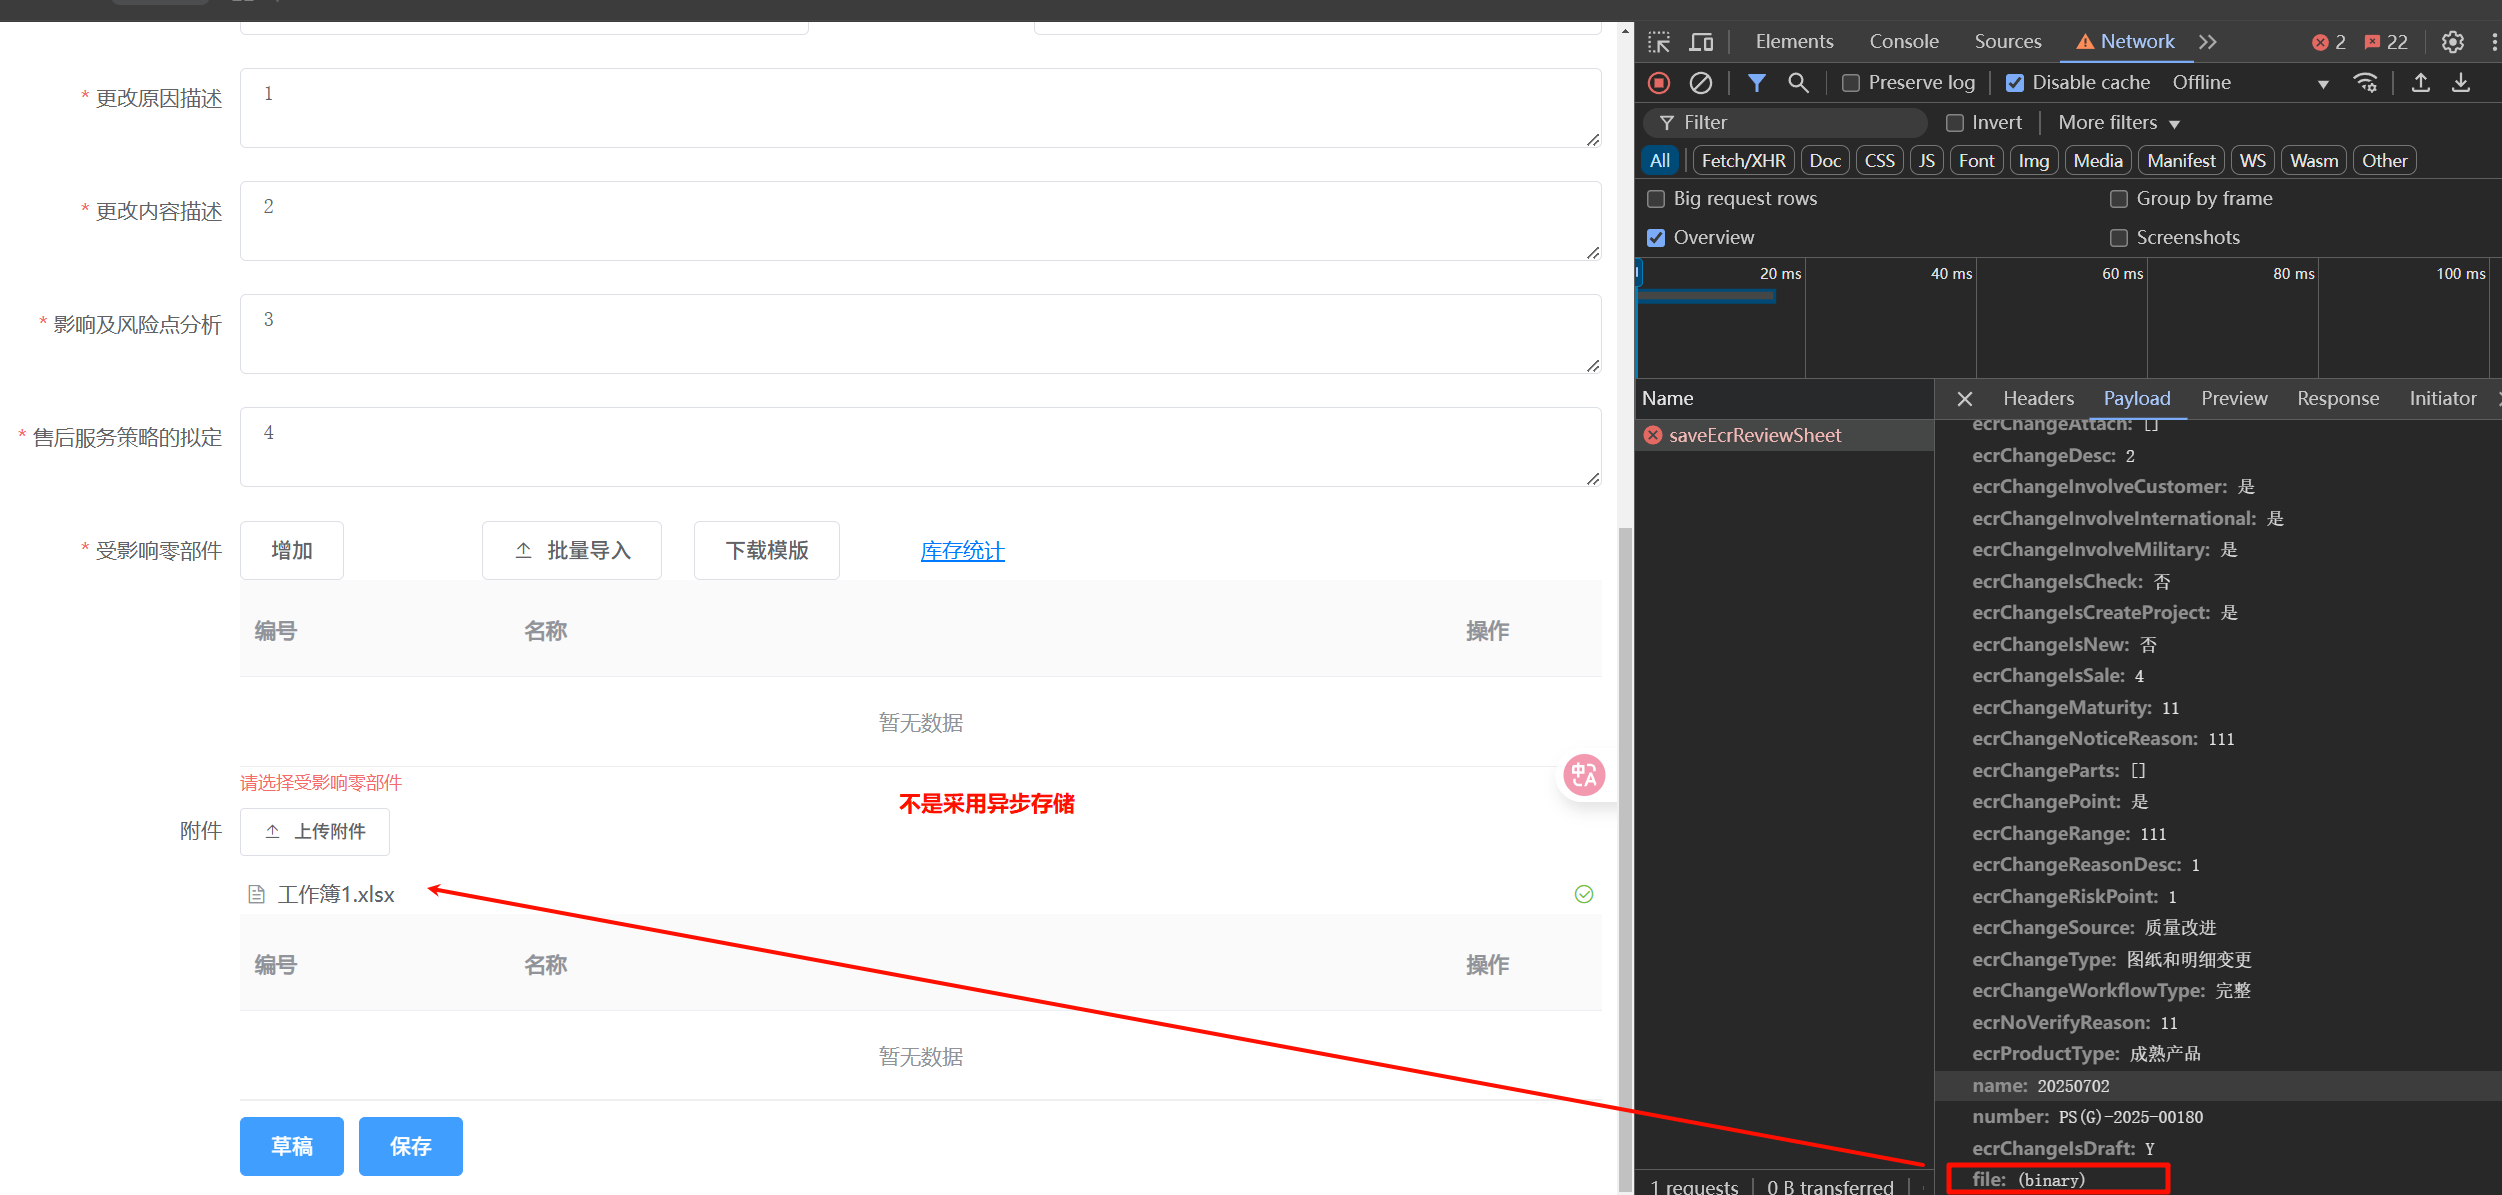 * 更改原因描述
1
* 更改内容描述
2
* 影响及风险点分析
3
* 售后服务策略的拟定
4
* 受影响零部件
增加
批量导入
下载模版
库存统计
编号 名称 操作
暂无数据
请选择受影响零部件
不是采用异步存储
附件
上传附件
工作簿1.xlsx
编号 名称 操作
暂无数据
草稿
保存
中 A
Elements Console Sources Network 2 22
Preserve log Disable cache Offline
Filter Invert More filters
All Fetch/XHR Doc CSS JS Font Img Media Manifest WS Wasm Other
Big request rows Group by frame
Overview Screenshots
20 ms 40 ms 60 ms 80 ms 100 ms
Name
saveEcrReviewSheet
Headers Payload Preview Response Initiator
ecrChangeAttach: []
ecrChangeDesc: 2
ecrChangeInvolveCustomer: 是
ecrChangeInvolveInternational: 是
ecrChangeInvolveMilitary: 是
ecrChangeIsCheck: 否
ecrChangeIsCreateProject: 是
ecrChangeIsNew: 否
ecrChangeIsSale: 4
ecrChangeMaturity: 11
ecrChangeNoticeReason: 111
ecrChangeParts: []
ecrChangePoint: 是
ecrChangeRange: 111
ecrChangeReasonDesc: 1
ecrChangeRiskPoint: 1
ecrChangeSource: 质量改进
ecrChangeType: 图纸和明细变更
ecrChangeWorkflowType: 完整
ecrNoVerifyReason: 11
ecrProductType: 成熟产品
name: 20250702
number: PS(G)-2025-00180
ecrChangeIsDraft: Y
file: (binary)
1 requests 0 B transferred